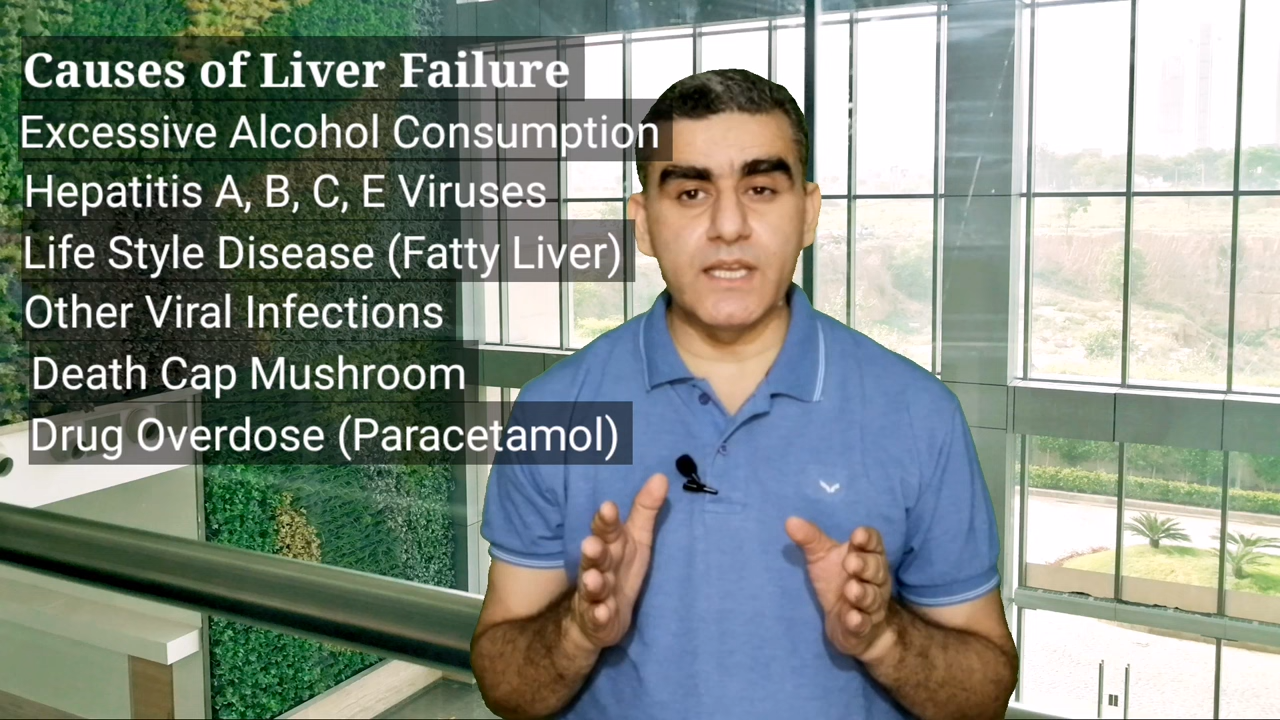 Causes of Liver Failure
Excessive Alcohol Consumption
Hepatitis A, B, C, E Viruses
Life Style Disease (Fatty Liver)
Other Viral Infections
Death Cap Mushroom
Drug Overdose (Paracetamol)